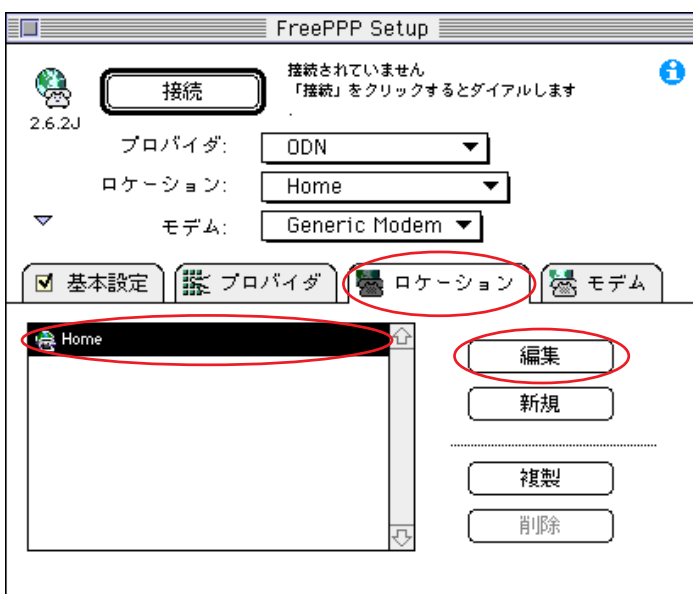 FreePPP Setup
接続
接続されていません
「接続」をクリックするとダイアルします
.
2.6.2J
プロバイダ: ODN
ロケーション: Home
モデム: Generic Modem
基本設定 プロバイダ ロケーション モデム
Home
編集
新規
複製
削除